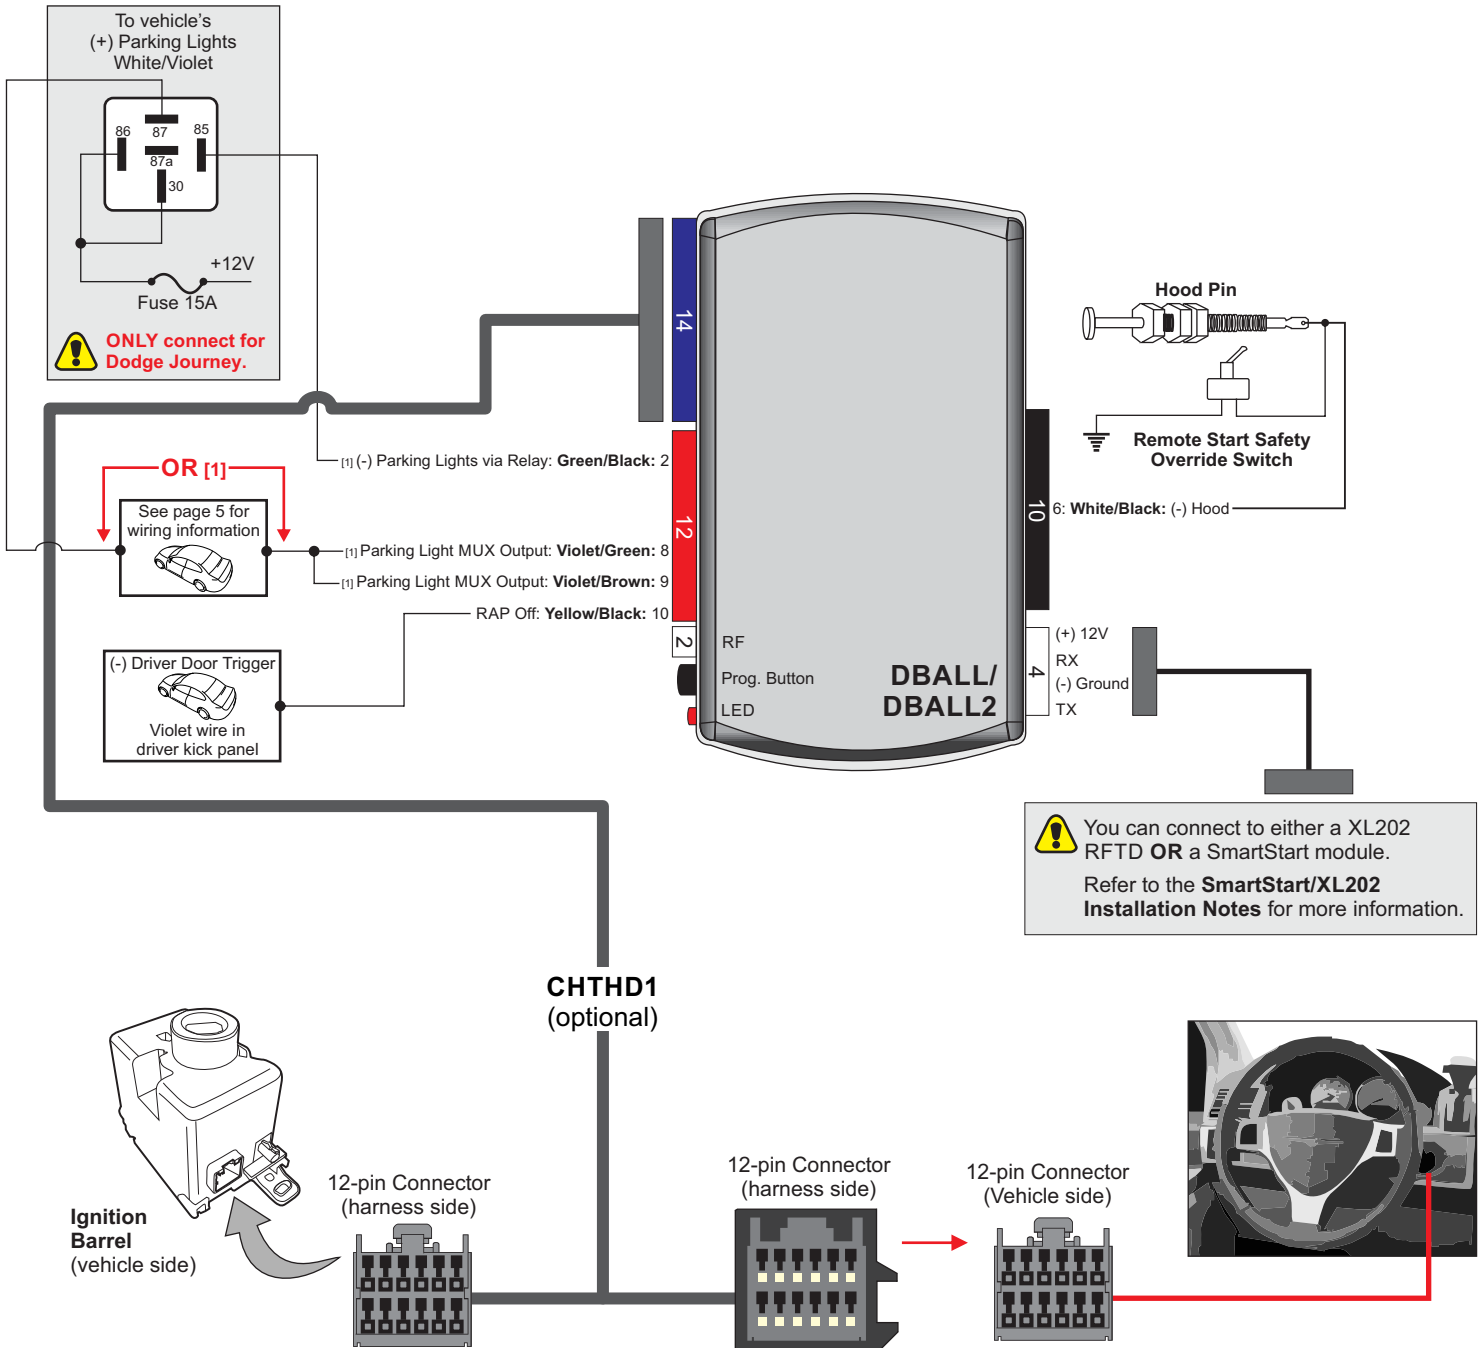 To vehicle's
(+) Parking Lights
White/Violet
86
87
85
87a
30
+12V
Fuse 15A
ONLY connect for
Dodge Journey.
14
[1] (-) Parking Lights via Relay: Green/Black: 2
OR [1]
See page 5 for
wiring information
12
[1] Parking Light MUX Output: Violet/Green: 8
[1] Parking Light MUX Output: Violet/Brown: 9
RAP Off: Yellow/Black: 10
(-) Driver Door Trigger
Violet wire in
driver kick panel
2
RF
Prog. Button
LED
DBALL/
DBALL2
Hood Pin
Remote Start Safety
Override Switch
10
6: White/Black: (-) Hood
4
(+) 12V
RX
(-) Ground
TX
You can connect to either a XL202
RFTD OR a SmartStart module.
Refer to the SmartStart/XL202
Installation Notes for more information.
CHTHD1
(optional)
Ignition
Barrel
(vehicle side)
12-pin Connector
(harness side)
12-pin Connector
(harness side)
12-pin Connector
(Vehicle side)